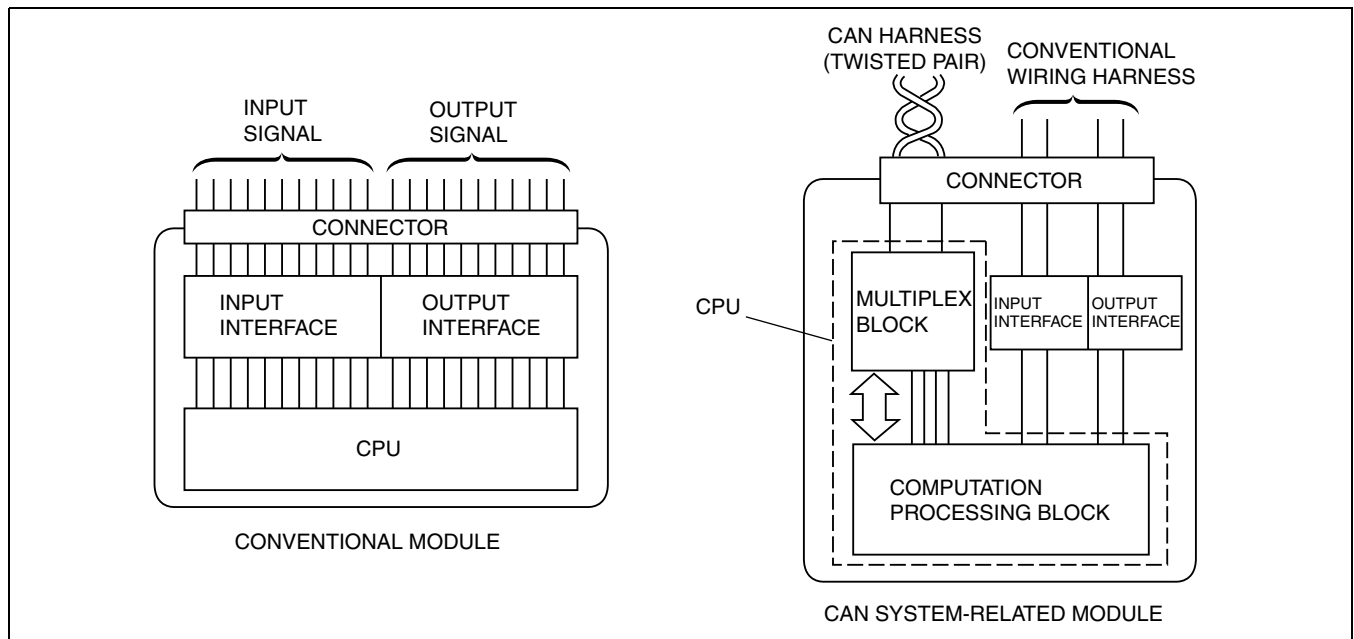 INPUT
SIGNAL
OUTPUT
SIGNAL
CONNECTOR
INPUT
INTERFACE
OUTPUT
INTERFACE
CPU
CONVENTIONAL MODULE
CAN HARNESS
(TWISTED PAIR)
CONVENTIONAL
WIRING HARNESS
CONNECTOR
CPU
MULTIPLEX
BLOCK
INPUT
INTERFACE
OUTPUT
INTERFACE
COMPUTATION
PROCESSING BLOCK
CAN SYSTEM-RELATED MODULE